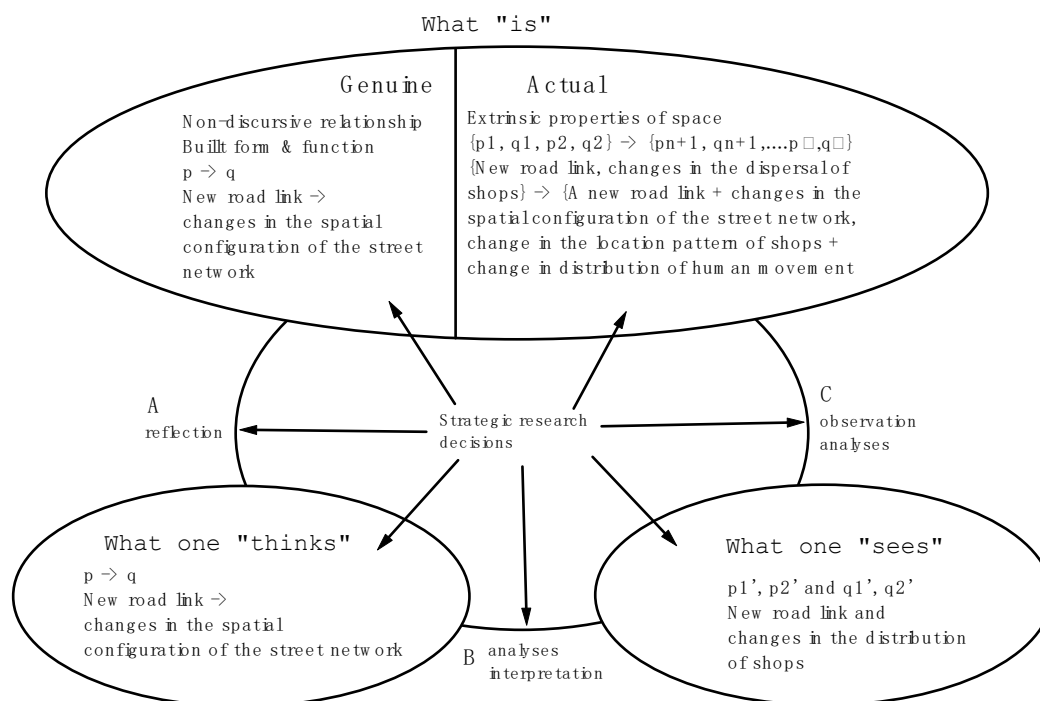 What "is"
Genuine
Non-discursive relationship
Buillt form & function
p -> q
New road link ->
changes in the spatial
configuration of the street
network
Actual
Extrinsic properties of space
{p1, q1, p2, q2} -> {pn+1, qn+1,....p□,q□}
{New road link, changes in the dispersal of
shops} -> {A new road link + changes in the
spatial configuration of the street network,
change in the location pattern of shops +
change in distribution of human movement
A
reflection
Strategic research
decisions
C
observation
analyses
What one "thinks"
p -> q
New road link ->
changes in the spatial
configuration of the street network
What one "sees"
p1’, p2’ and q1’, q2’
New road link and
changes in the distribution
of shops
B
analyses
interpretation